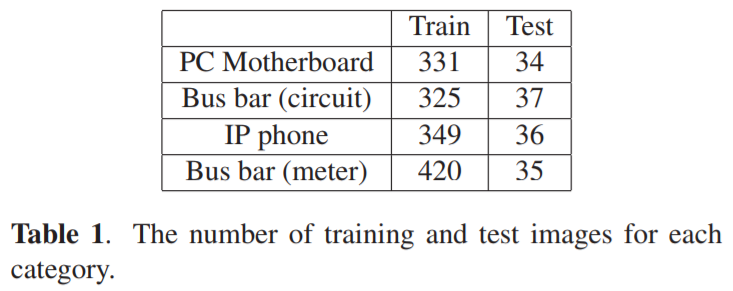 Train Test
PC Motherboard 331 34
Bus bar (circuit) 325 37
IP phone 349 36
Bus bar (meter) 420 35
Table 1. The number of training and test images for each
category.